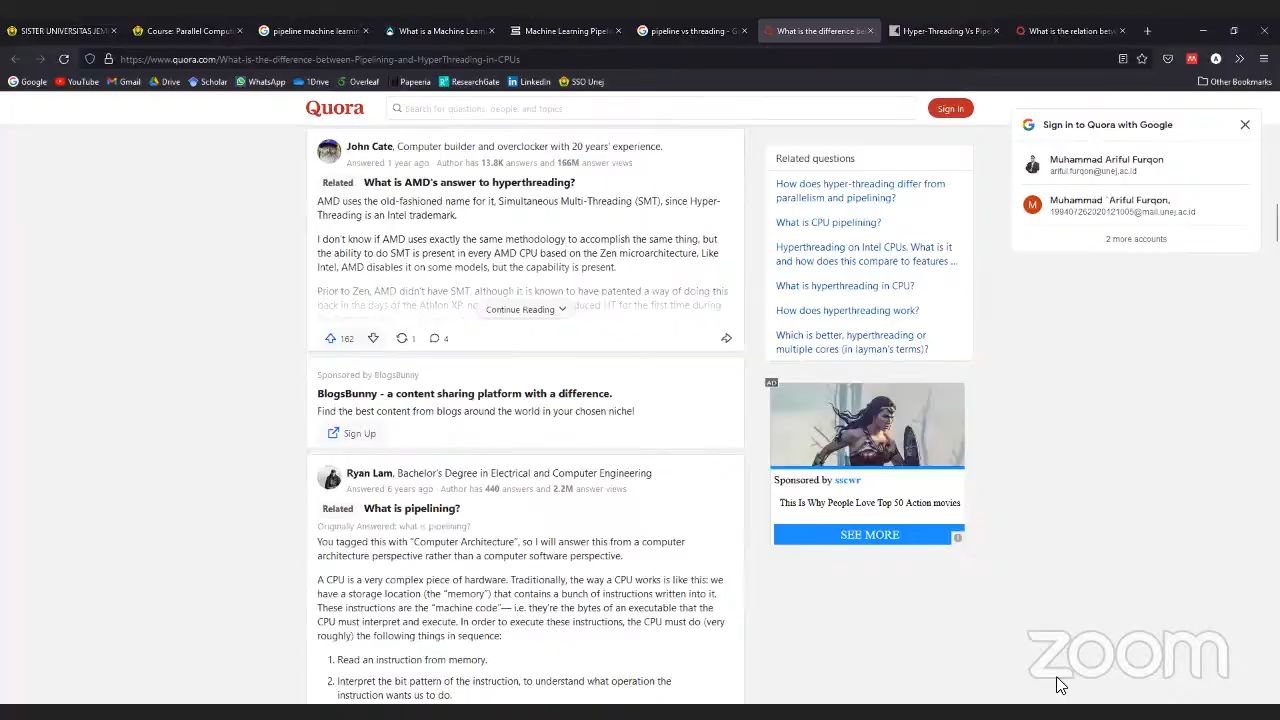 SISTER UNIVERSITAS JEM
Course: Parallel Comput
pipeline machine learnin
What is a Machine Learn
Machine Learning Pipel
pipeline vs threading - G
What is the difference be
Hyper-Threading Vs Pipe
What is the relation betw
https://www.quora.com/What-is-the-difference-between-Pipelining-and-HyperThreading-in-CPUs
Google YouTube Gmail Drive Scholar WhatsApp 1Drive Overleaf Papeeria ResearchGate Linkedin SSO Unej Other Bookmarks
Quora Search for questions, people, and topics Sign In
John Cate, Computer builder and overclocker with 20 years' experience.
Answered 1 year ago · Author has 13.8K answers and 166M answer views
Related What is AMD's answer to hyperthreading?
AMD uses the old-fashioned name for it, Simultaneous Multi-Threading (SMT), since Hyper-
Threading is an Intel trademark.
I don't know if AMD uses exactly the same methodology to accomplish the same thing, but
the ability to do SMT is present in every AMD CPU based on the Zen microarchitecture. Like
Intel, AMD disables it on some models, but the capability is present.
Prior to Zen, AMD didn't have SMT, although it is known to have patented a way of doing this
back in the days of the Athlon XP, HT for the first time during
Continue Reading
162 1 4
Sponsored by BlogsBunny
BlogsBunny - a content sharing platform with a difference.
Find the best content from blogs around the world in your chosen niche!
Sign Up
Ryan Lam, Bachelor's Degree in Electrical and Computer Engineering
Answered 6 years ago · Author has 440 answers and 2.2M answer views
Related What is pipelining?
Originally Answered: what is pipelining?
You tagged this with "Computer Architecture", so I will answer this from a computer
architecture perspective rather than a computer software perspective.
A CPU is a very complex piece of hardware. Traditionally, the way a CPU works is like this: we
have a storage location (the "memory") that contains a bunch of instructions written into it.
These instructions are the "machine code"— i.e. they're the bytes of an executable that the
CPU must interpret and execute. In order to execute these instructions, the CPU must do (very
roughly) the following things in sequence:
1. Read an instruction from memory.
2. Interpret the bit pattern of the instruction, to understand what operation the
instruction wants us to do.
Related questions
How does hyper-threading differ from
parallelism and pipelining?
What is CPU pipelining?
Hyperthreading on Intel CPUs. What is it
and how does this compare to features ...
What is hyperthreading in CPU?
How does hyperthreading work?
Which is better, hyperthreading or
multiple cores (in layman's terms)?
AD
Sponsored by sscwr
This Is Why People Love Top 50 Action movies
SEE MORE
Sign in to Quora with Google
Muhammad Ariful Furqon
ariful.furqon@unej.ac.id
M
Muhammad `Ariful Furqon,
199407262020121005@mail.unej.ac.id
2 more accounts
zoom